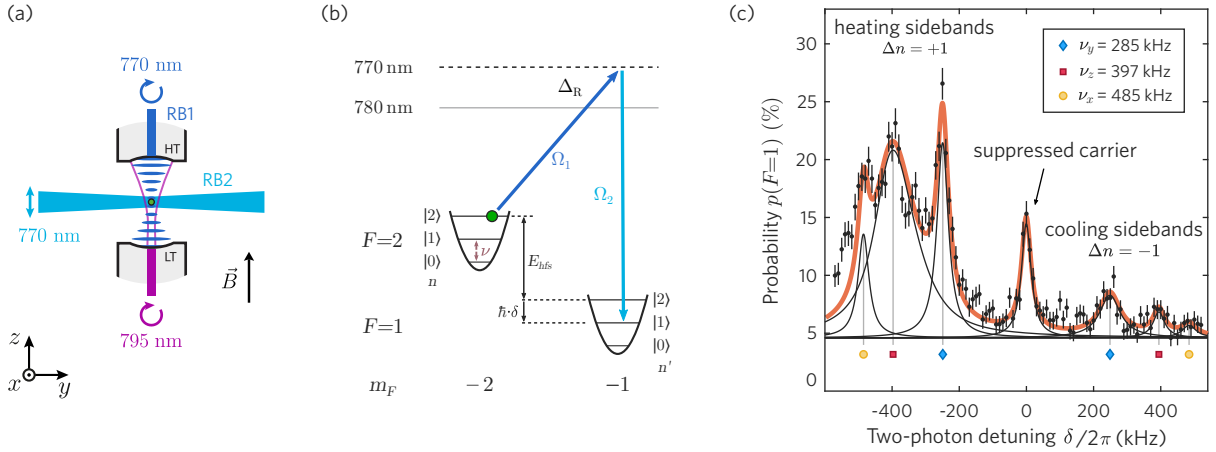 (a)
770 nm
RB1
HT
RB2
770 nm
LT
B⃗
795 nm
z
x
y
(b)
770 nm
Δ_R
780 nm
Ω₁
Ω₂
|2⟩
F=2
|1⟩
ν
|0⟩
n
E_hfs
ħ·δ
F=1
|2⟩
|1⟩
|0⟩
n'
m_F
−2
−1
(c)
heating sidebands
Δn = +1
ν_y = 285 kHz
ν_z = 397 kHz
ν_x = 485 kHz
suppressed carrier
cooling sidebands
Δn = −1
Probability p(F=1) (%)
30
25
20
15
10
5
0
-400
-200
0
200
400
Two-photon detuning δ/2π (kHz)